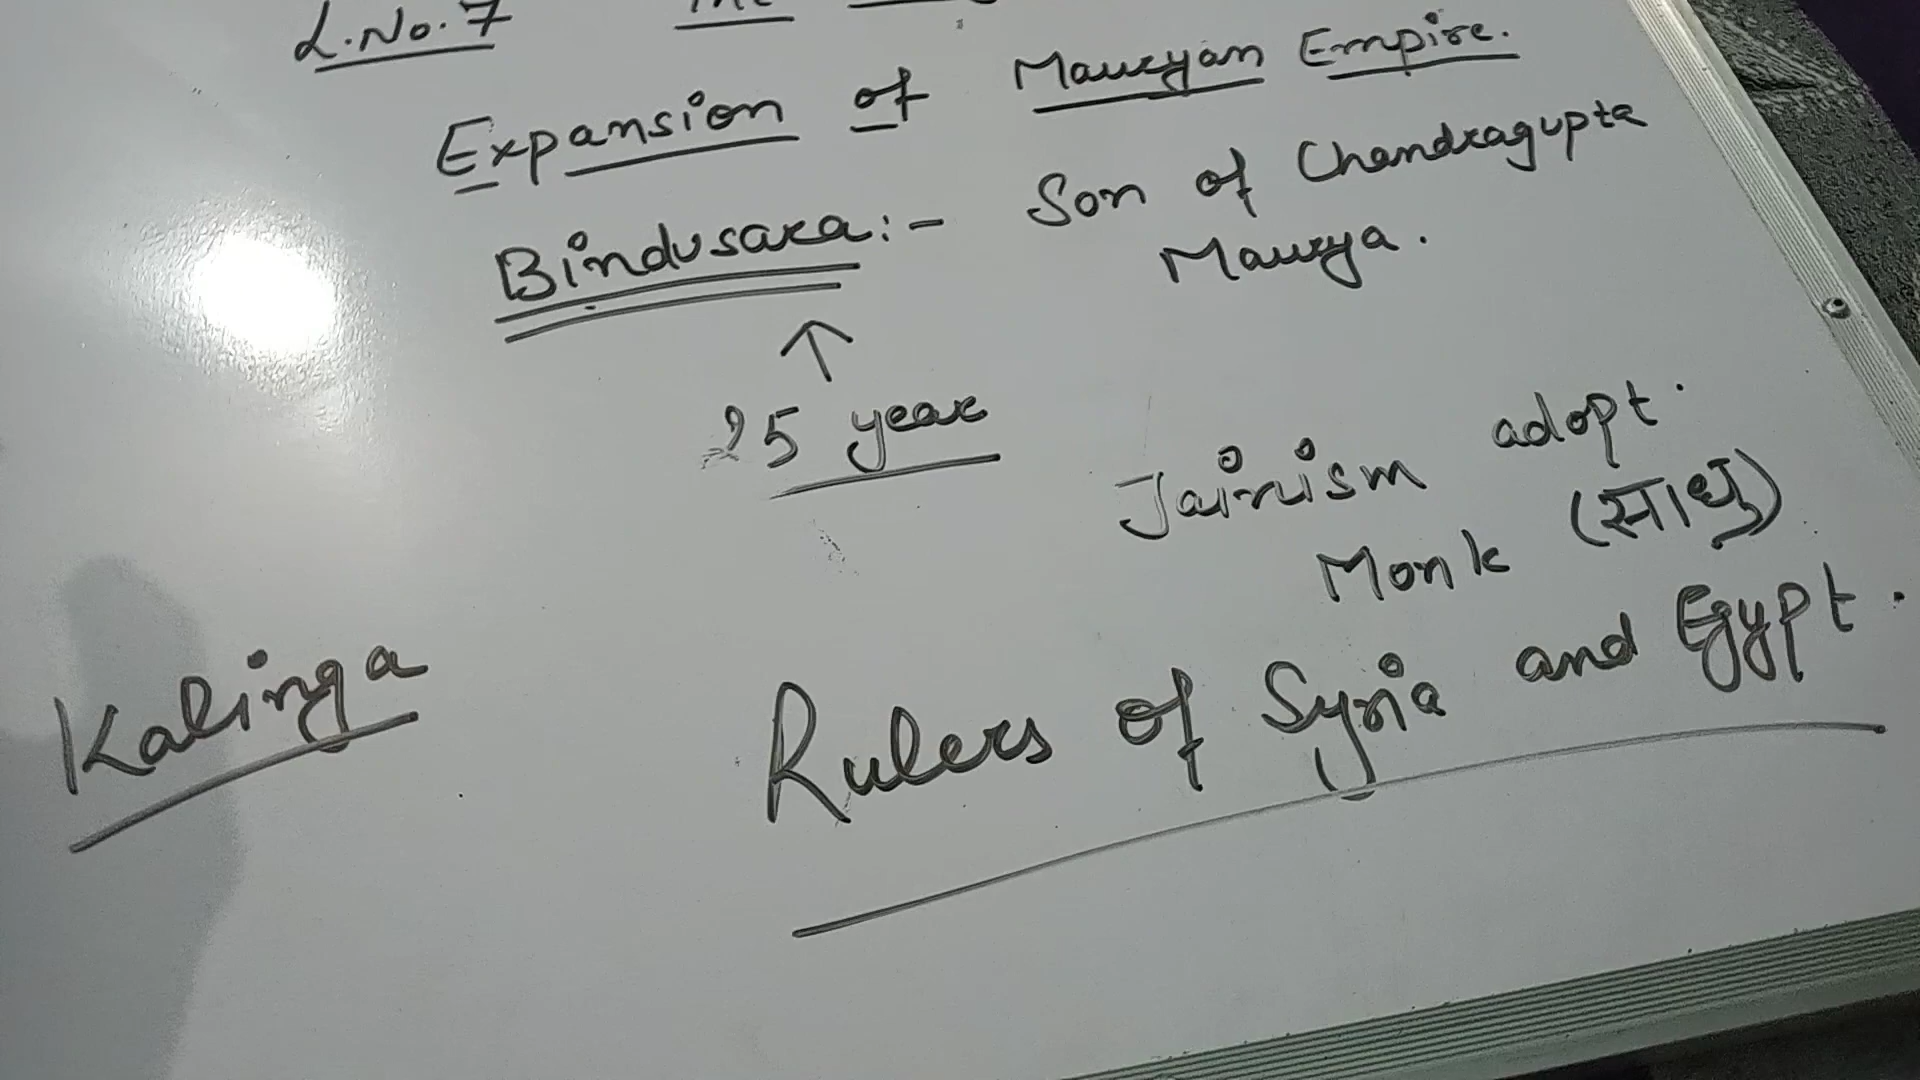 L.No.7
Expansion of Mauryan Empire.
Bindusara:- Son of Chandragupta
Maurya.
↑
25 year
Jainism adopt.
Monk (साधु)
Kalinga
Rulers of Syria and Egypt.